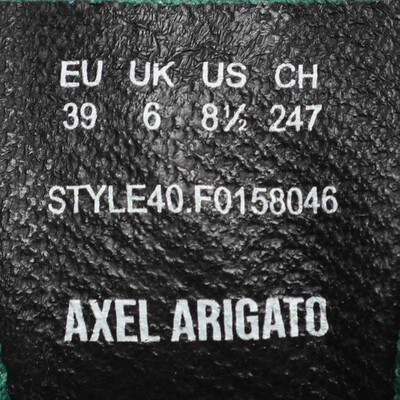 EU UK US CH
39 6 8½ 247
STYLE40.F0158046
AXEL ARIGATO